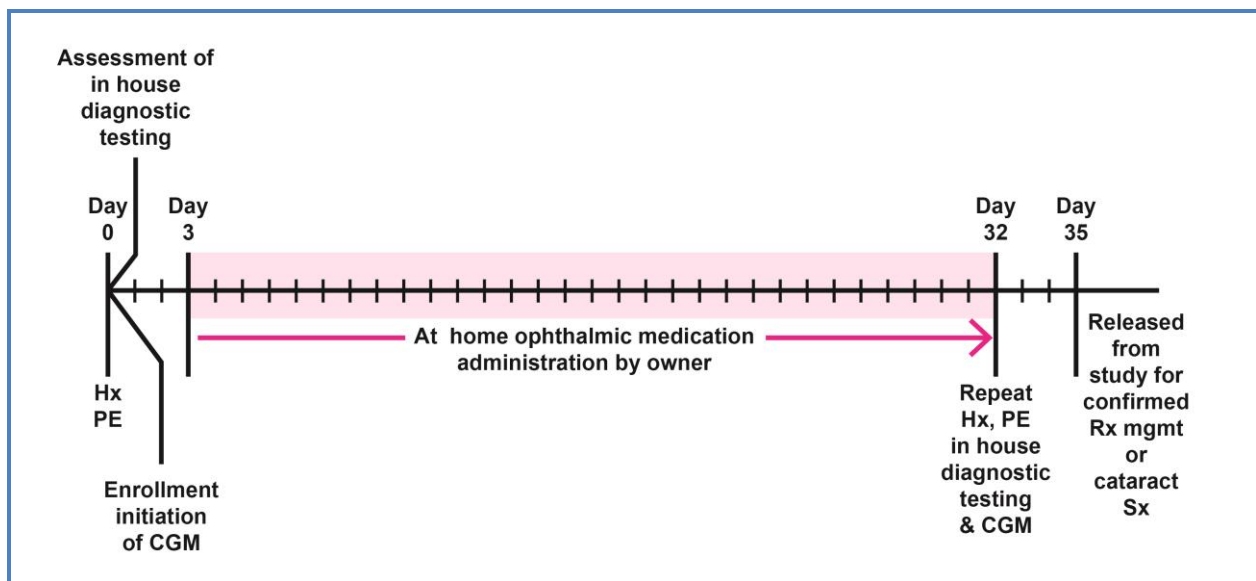 Assessment of
in house
diagnostic
testing
Day
0
Day
3
Day
32
Day
35
At home ophthalmic medication
administration by owner
Hx
PE
Enrollment
initiation
of CGM
Repeat
Hx, PE
in house
diagnostic
testing
& CGM
Released
from
study for
confirmed
Rx mgmt
or
cataract
Sx